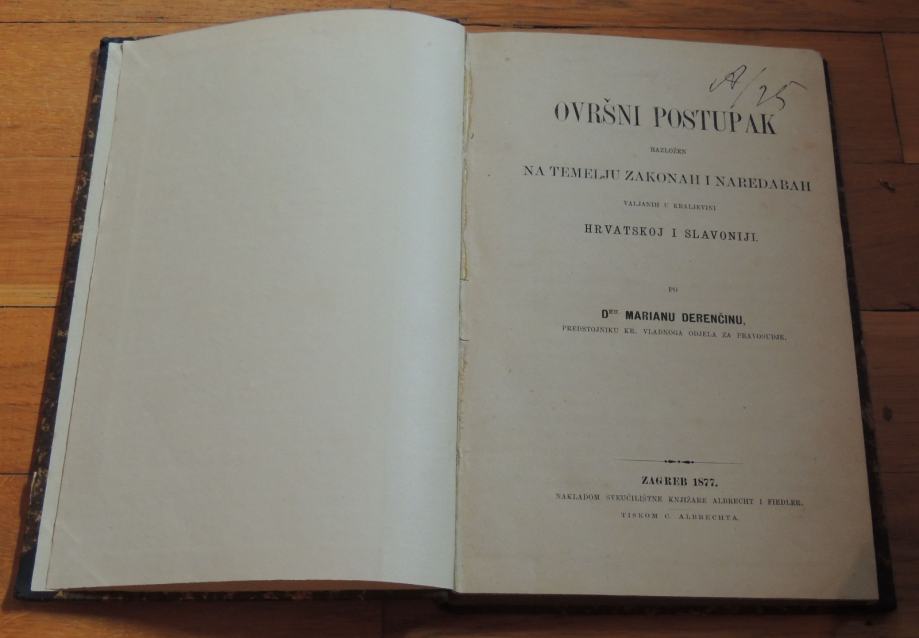 A/25
OVRŠNI POSTUPAK
RAZLOŽEN
NA TEMELJU ZAKONAH I NAREDABAH
VALJANIH U KRALJEVINI
HRVATSKOJ I SLAVONIJI.
PO
DRU MARIANU DERENČINU,
PREDSTOJNIKU KR. VLADNOGA ODJELA ZA PRAVOSUDJE.
ZAGREB 1877.
NAKLADOM SVEUČILIŠTNE KNJIŽARE ALBRECHT I FIEDLER.
TISKOM C. ALBRECHTA.